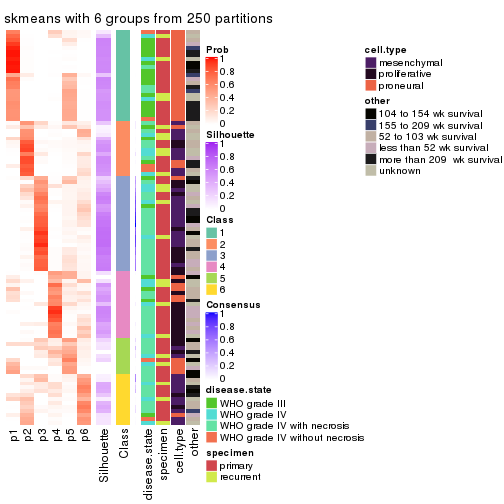 skmeans with 6 groups from 250 partitions
Prob
1
0.8
0.6
0.4
0.2
0
Silhouette
1
0.8
0.6
0.4
0.2
0
Class
1
2
3
4
5
6
Consensus
1
0.8
0.6
0.4
0.2
0
disease.state
WHO grade III
WHO grade IV
WHO grade IV with necrosis
WHO grade IV without necrosis
specimen
primary
recurrent
cell.type
mesenchymal
proliferative
proneural
other
104 to 154 wk survival
155 to 209 wk survival
52 to 103 wk survival
less than 52 wk survival
more than 209  wk survival
unknown
p1
p2
p3
p4
p5
p6
Silhouette
Class
disease.state
specimen
cell.type
other